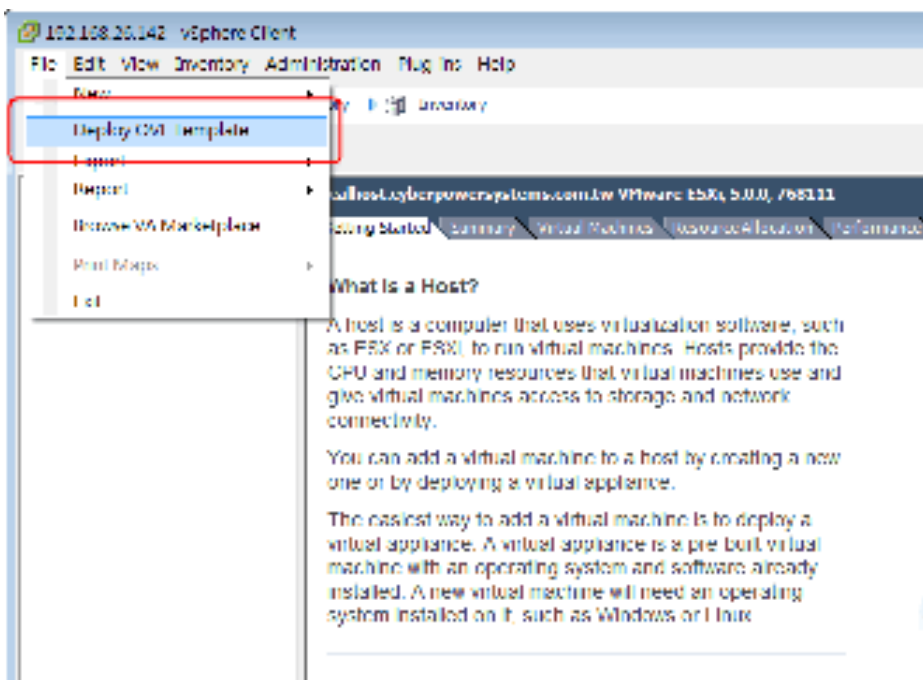 192.168.26.142 vSphere Client
File Edit View Inventory Administration Plug-ins Help
New
Inventory
Deploy OVF Template
Export
Report
Browse VA Marketplace
Print Maps
Exit
localhost.cyberpowersystems.com.tw VMware ESXi, 5.0.0, 768111
Getting Started Summary Virtual Machines Resource Allocation Performance
What is a Host?
A host is a computer that uses virtualization software, such
as ESX or ESXi, to run virtual machines. Hosts provide the
CPU and memory resources that virtual machines use and
give virtual machines access to storage and network
connectivity.
You can add a virtual machine to a host by creating a new
one or by deploying a virtual appliance.
The easiest way to add a virtual machine is to deploy a
virtual appliance. A virtual appliance is a pre-built virtual
machine with an operating system and software already
installed. A new virtual machine will need an operating
system installed on it, such as Windows or Linux.